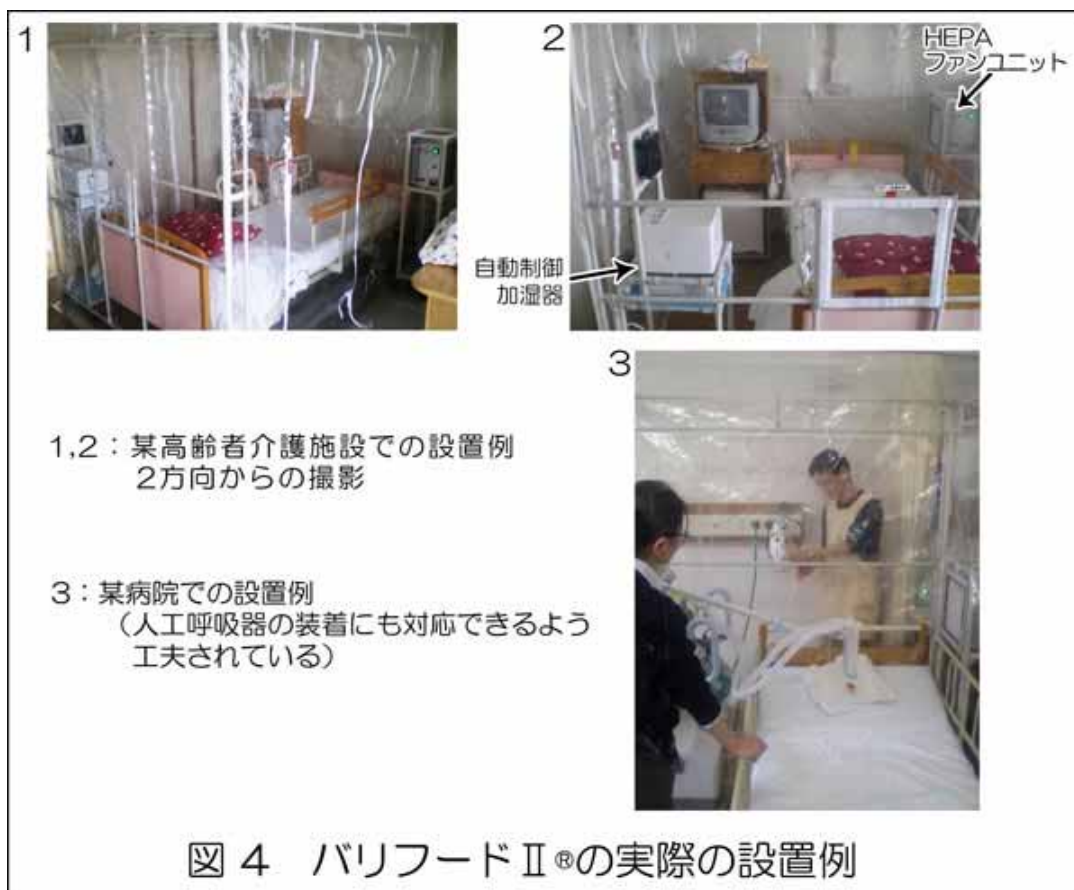 1
2
HEPA
ファンユニット
自動制御
加湿器
3
1,2：某高齢者介護施設での設置例
2方向からの撮影
3：某病院での設置例
（人工呼吸器の装着にも対応できるよう
工夫されている）
図 4　バリフードⅡ®の実際の設置例